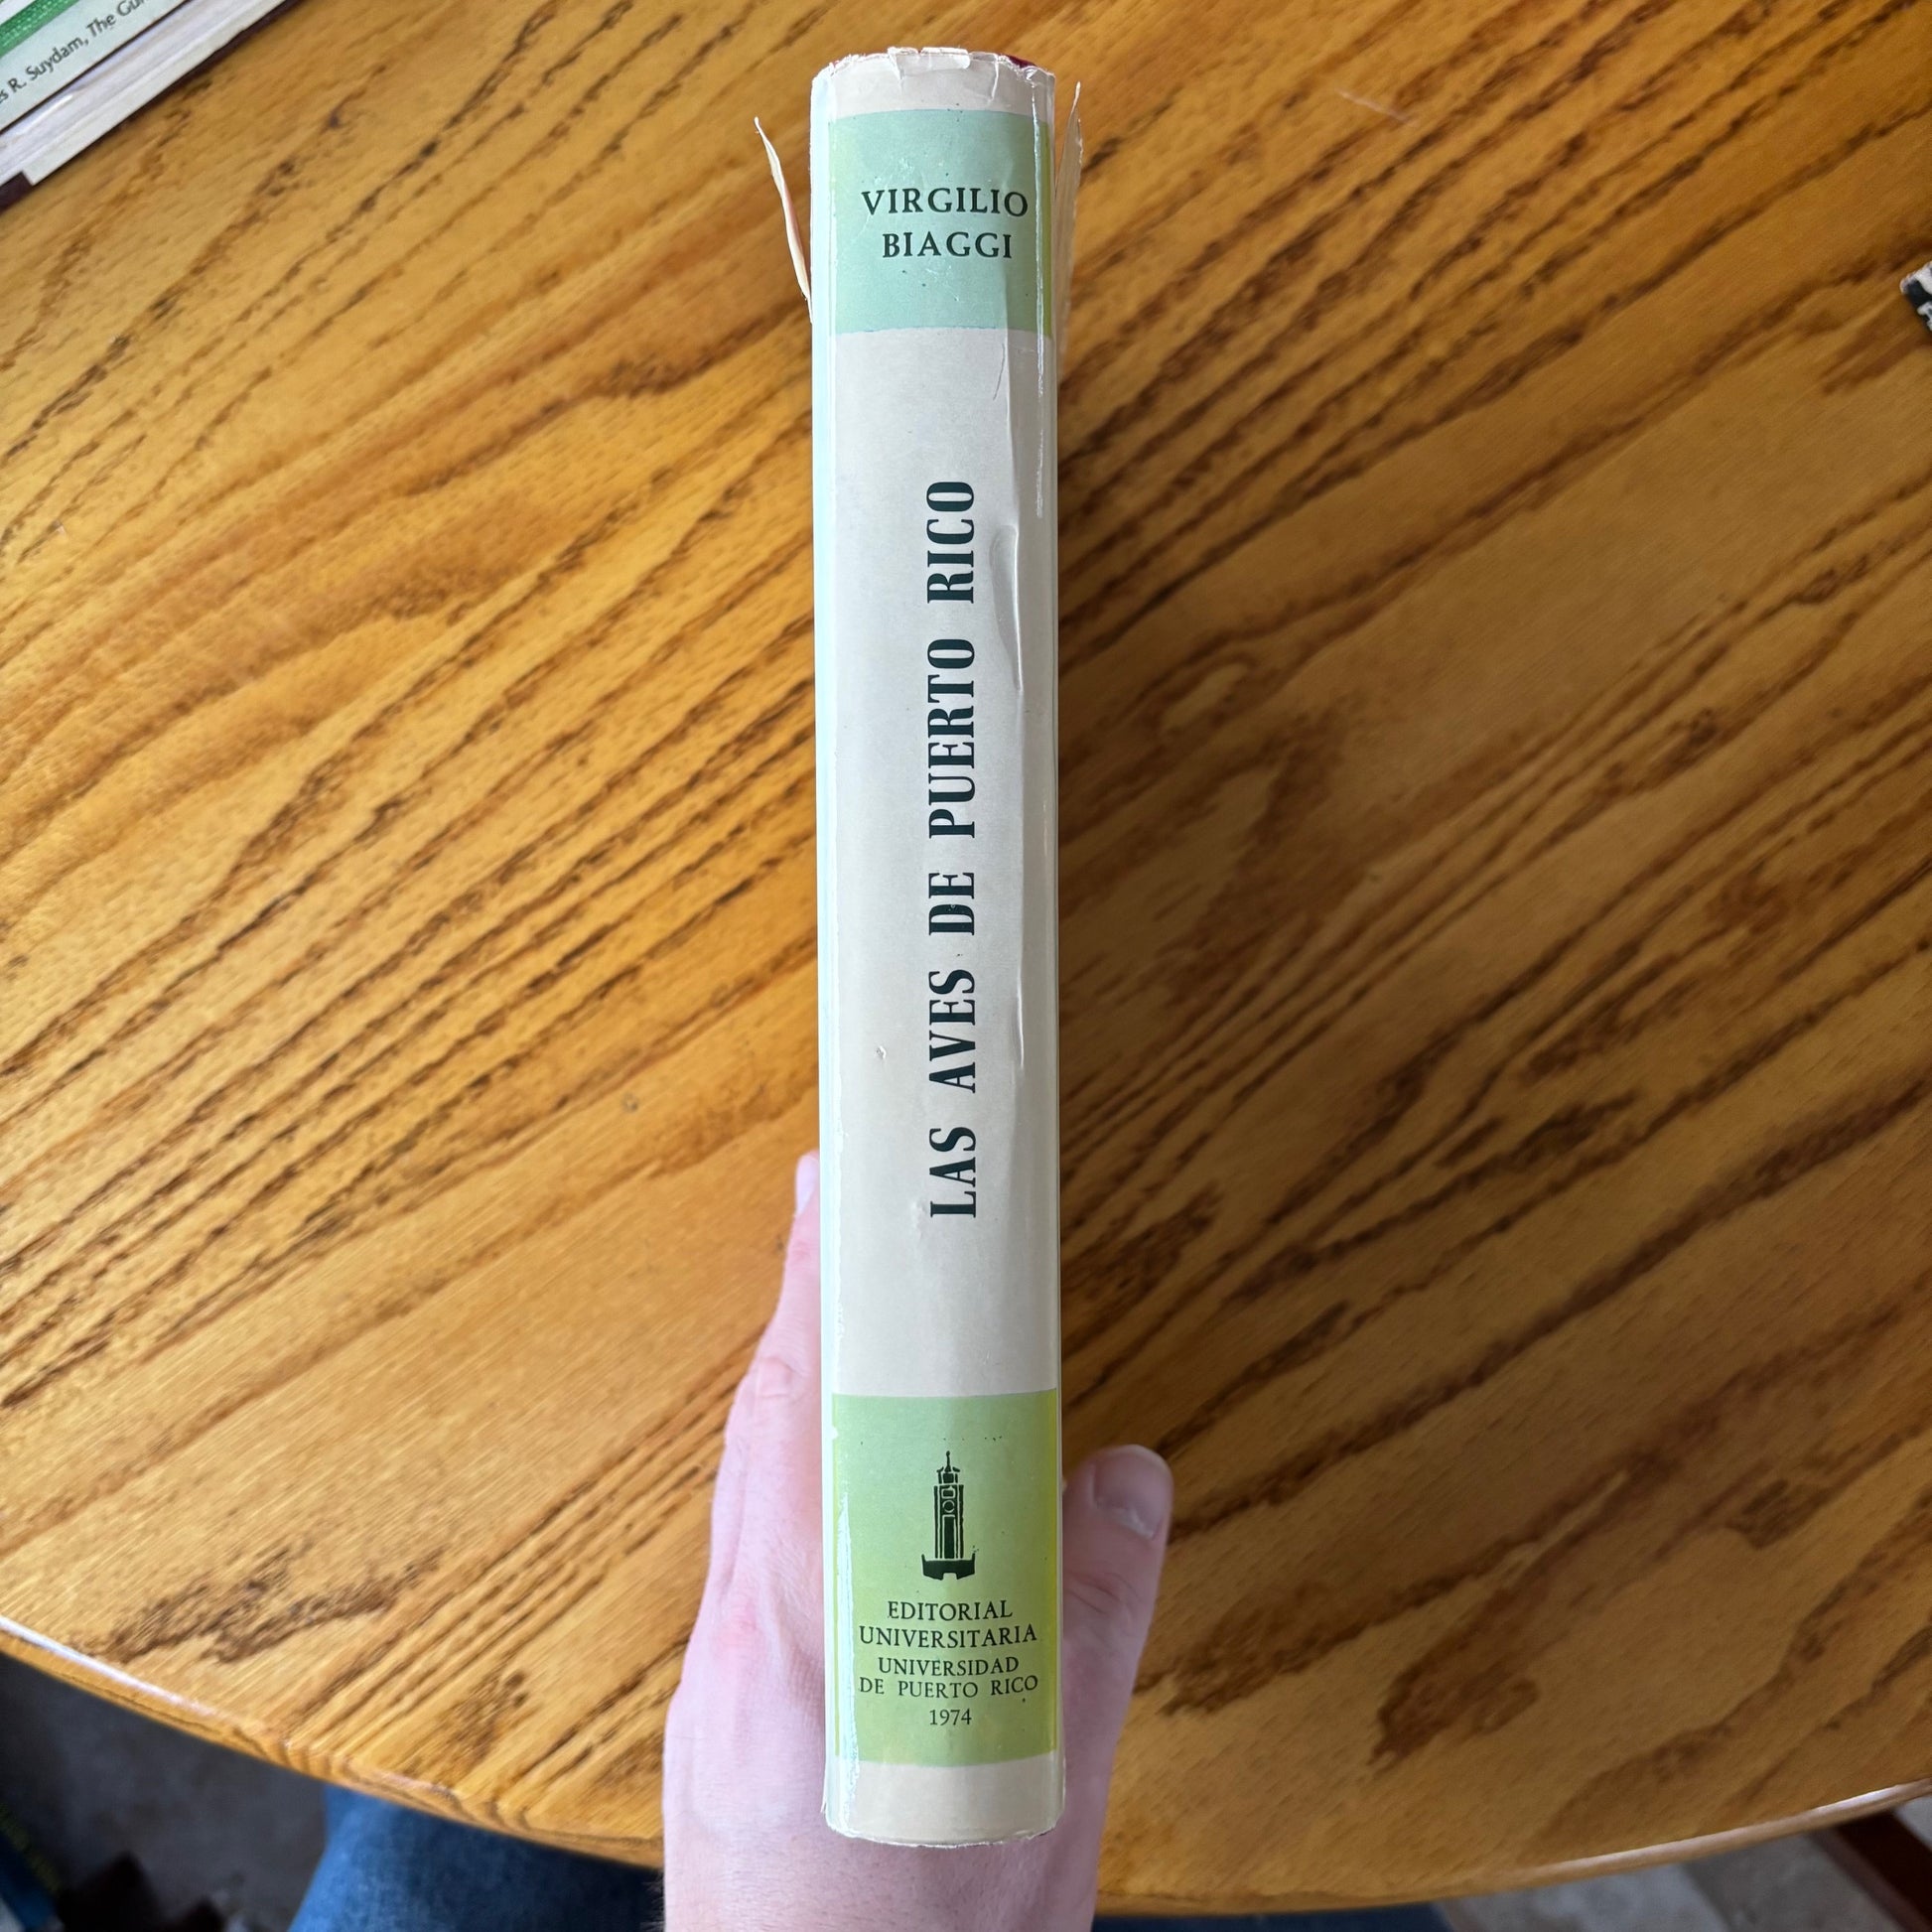 s R. Suydam, The Gu
VIRGILIO
BIAGGI
LAS AVES DE PUERTO RICO
EDITORIAL
UNIVERSITARIA
UNIVERSIDAD
DE PUERTO RICO
1974